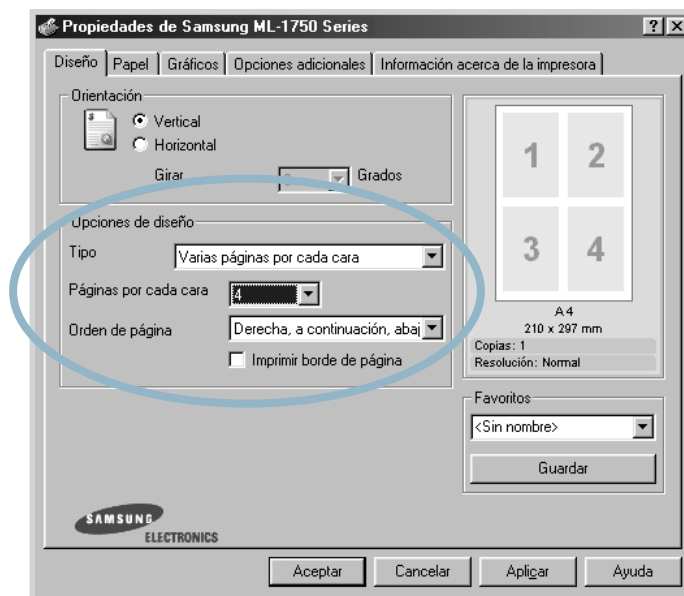 Propiedades de Samsung ML-1750 Series
Diseño Papel Gráficos Opciones adicionales Información acerca de la impresora
Orientación
Vertical
Horizontal
Girar Grados
Opciones de diseño
Tipo Varias páginas por cada cara
Páginas por cada cara 4
Orden de página Derecha, a continuación, abaj
Imprimir borde de página
1 2
3 4
A4
210 x 297 mm
Copias: 1
Resolución: Normal
Favoritos
<Sin nombre>
Guardar
SAMSUNG
ELECTRONICS
Aceptar Cancelar Aplicar Ayuda